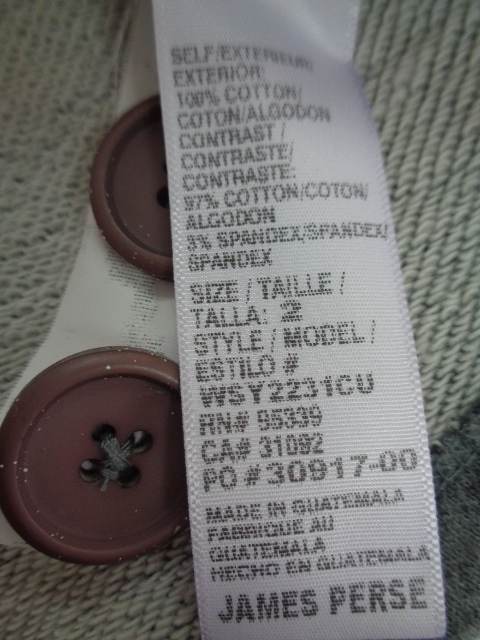 SELF/EXTERIEUR/
EXTERIOR:
100% COTTON/
COTON/ALGODON
CONTRAST /
CONTRASTE/
CONTRASTE:
97% COTTON/COTON/
ALGODON
3% SPANDEX/SPANDEX/
SPANDEX
SIZE / TAILLE /
TALLA: 2
STYLE / MODEL /
ESTILO #
WSY2231CU
RN# 95339
CA# 31092
PO #30917-00
MADE IN GUATEMALA
FABRIQUE AU
GUATEMALA
HECHO EN GUATEMALA
JAMES PERSE